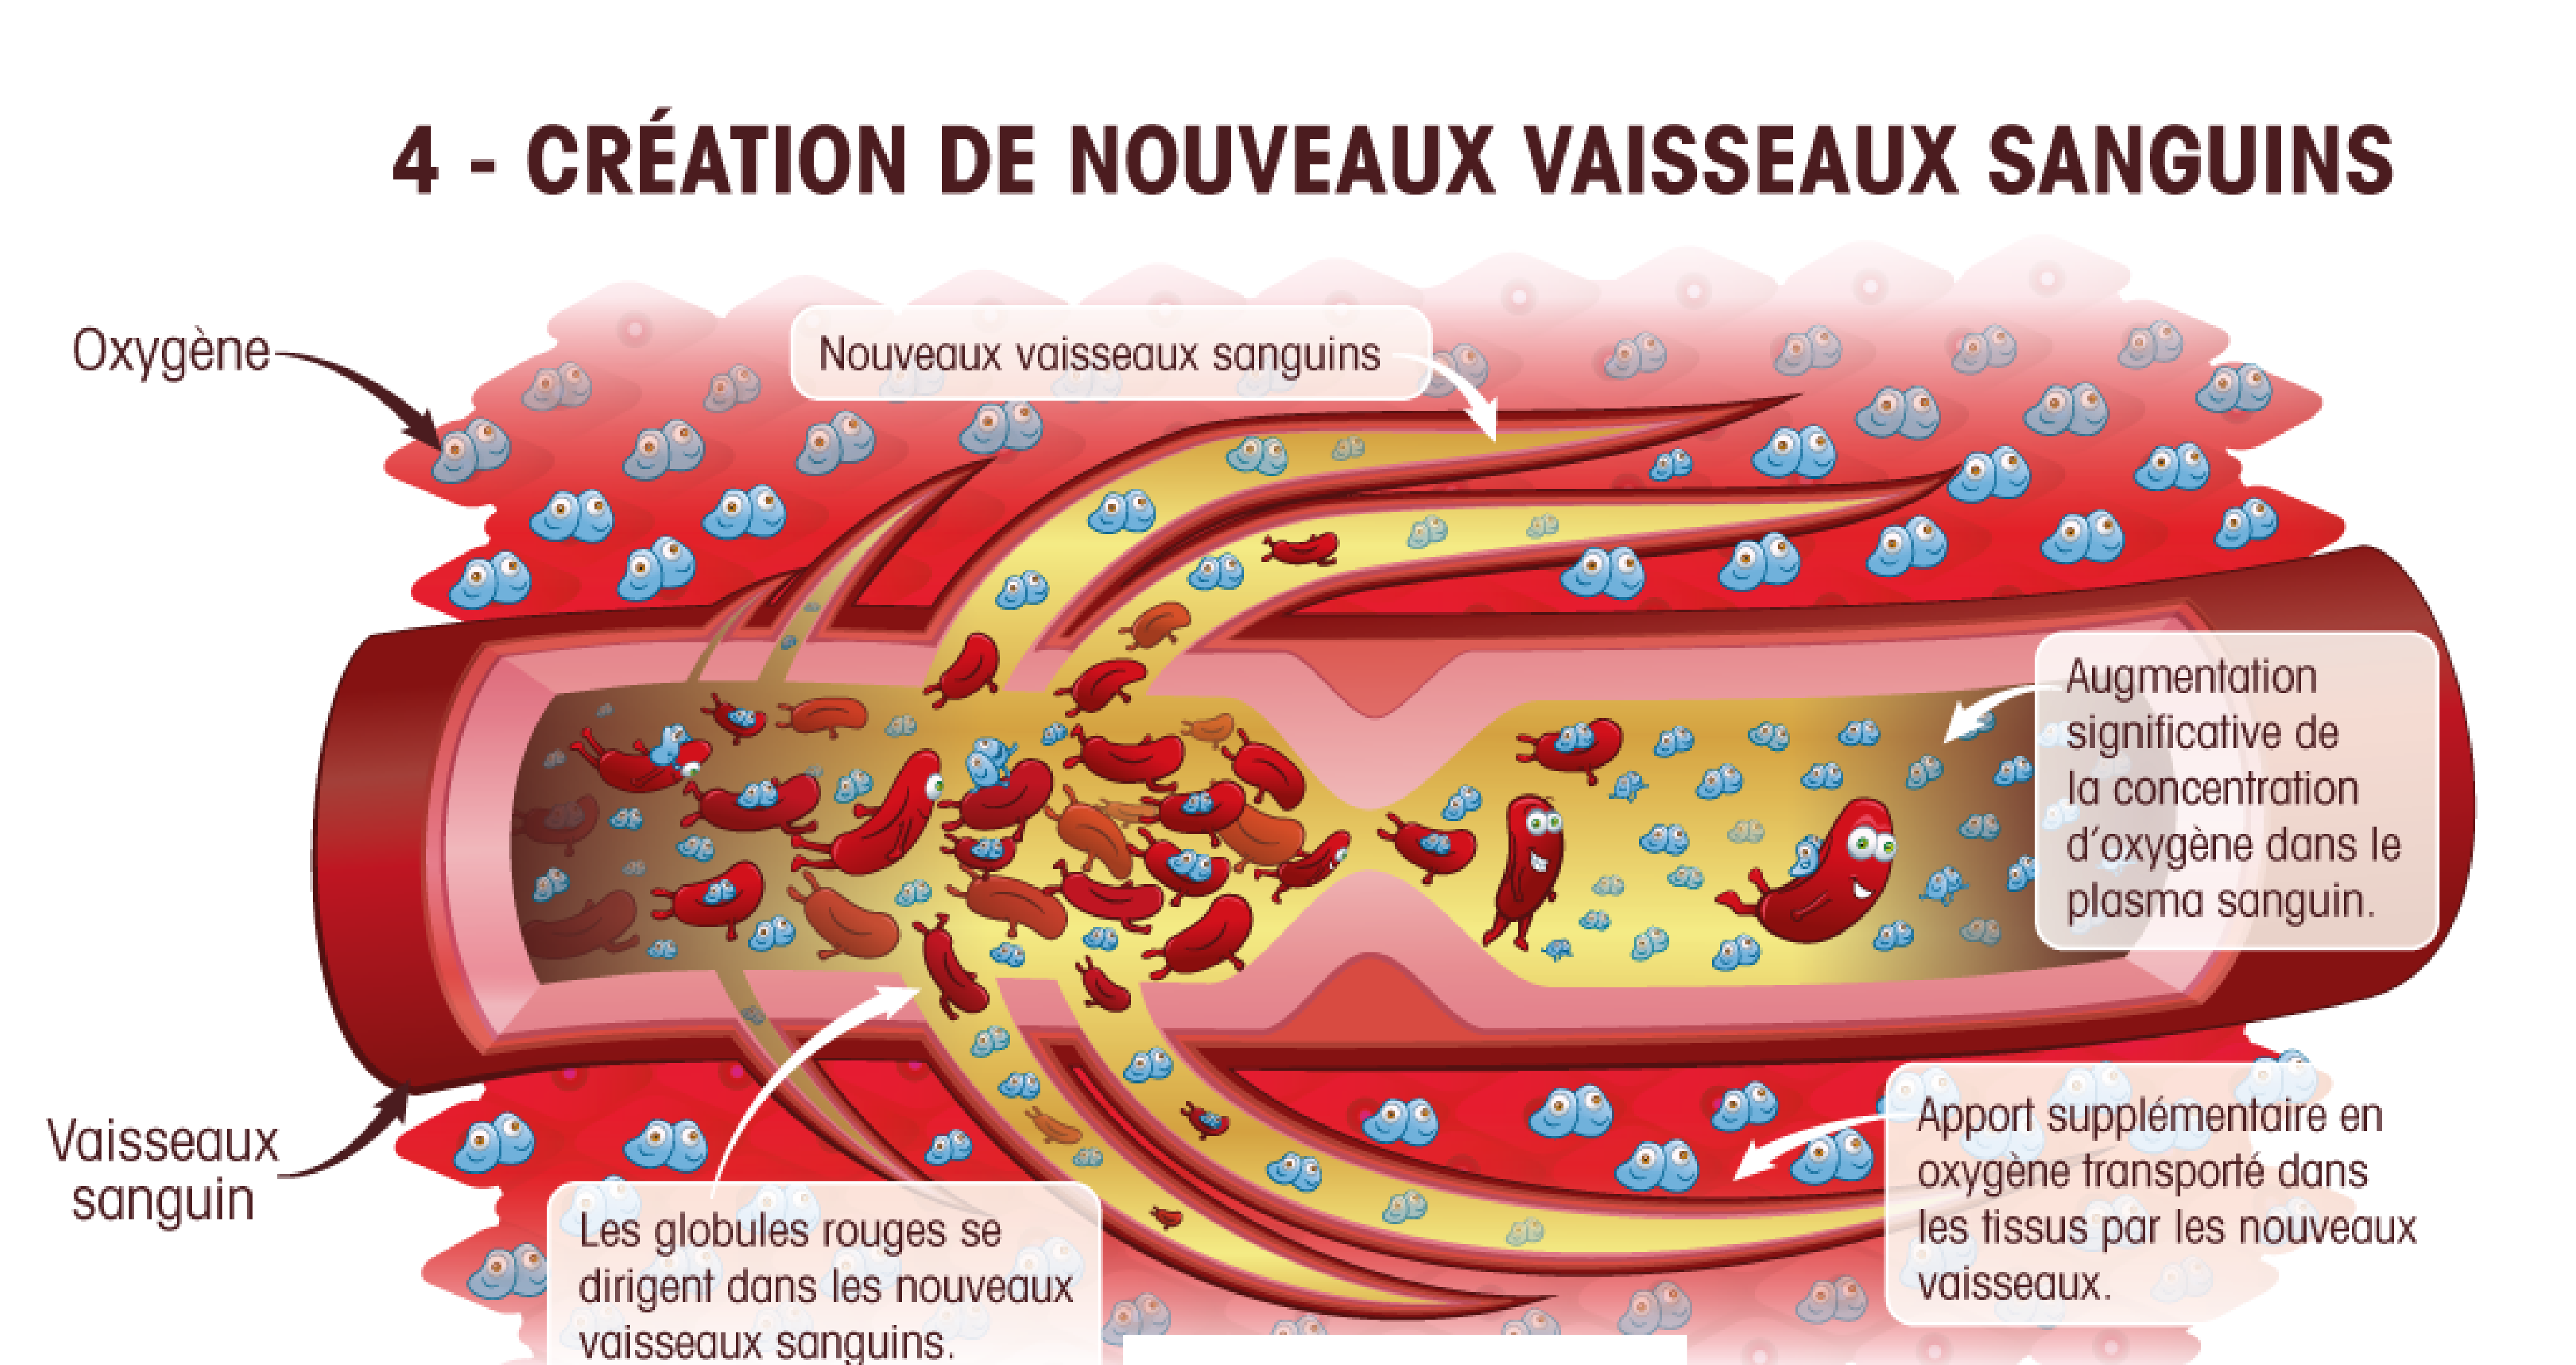 4 - CRÉATION DE NOUVEAUX VAISSEAUX SANGUINS
Oxygène
Nouveaux vaisseaux sanguins
Augmentation
significative de
la concentration
d'oxygène dans le
plasma sanguin.
Vaisseaux
sanguin
Les globules rouges se
dirigent dans les nouveaux
vaisseaux sanguins.
Apport supplémentaire en
oxygène transporté dans
les tissus par les nouveaux
vaisseaux.